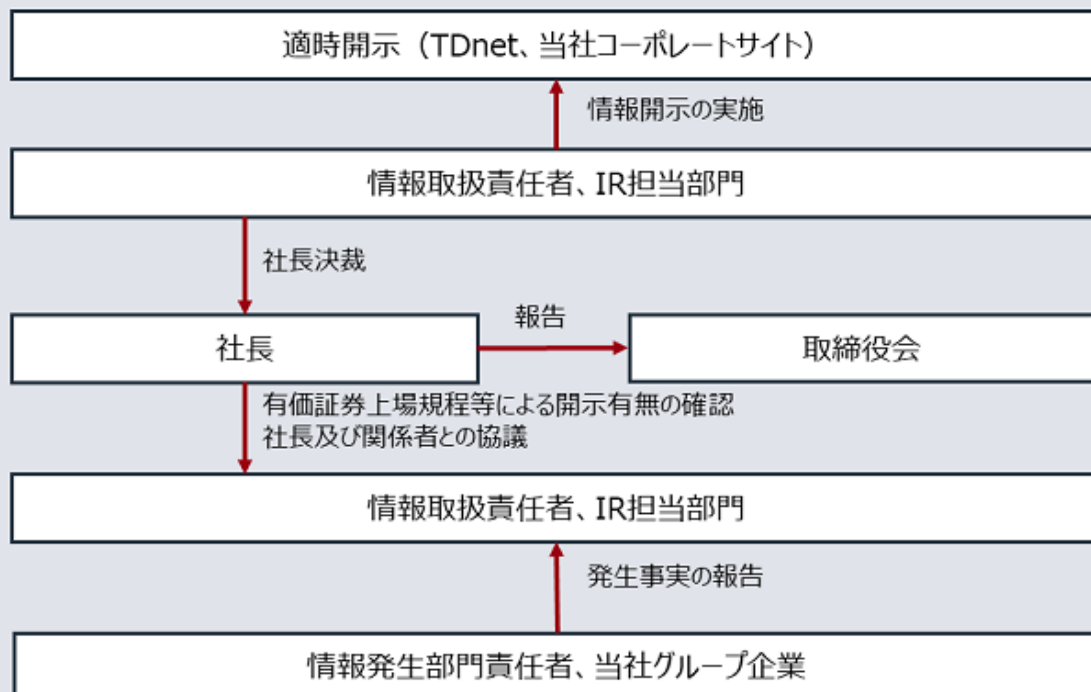 適時開示（TDnet、当社コーポレートサイト）
情報開示の実施
情報取扱責任者、IR担当部門
社長決裁
報告
社長
取締役会
有価証券上場規程等による開示有無の確認
社長及び関係者との協議
情報取扱責任者、IR担当部門
発生事実の報告
情報発生部門責任者、当社グループ企業